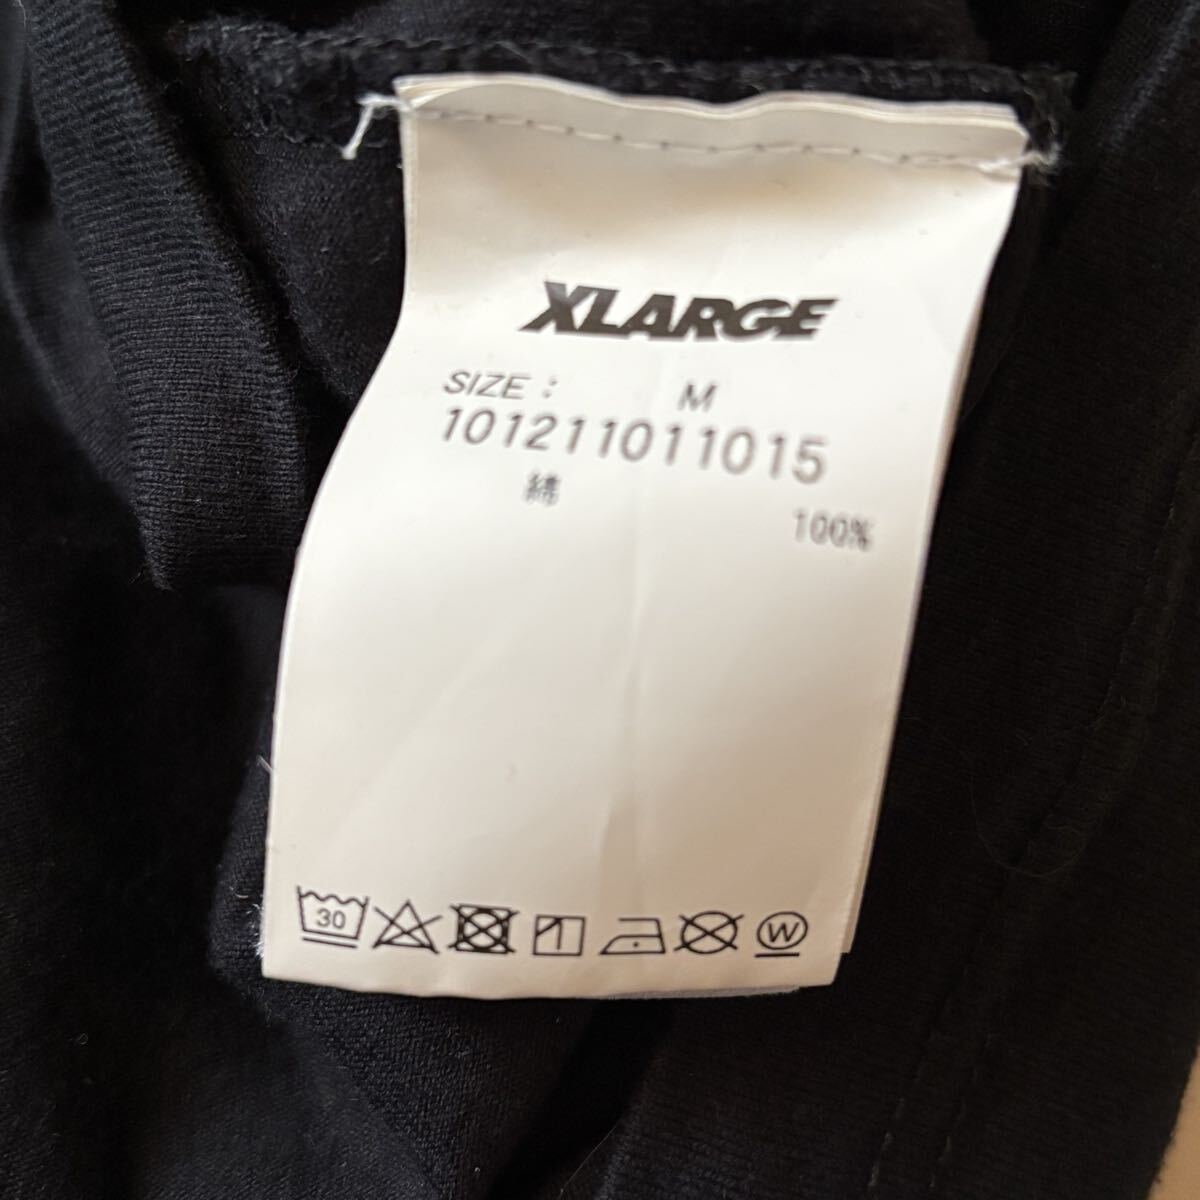 XLARGE
SIZE : M
101211011015
綿 100%
30 W